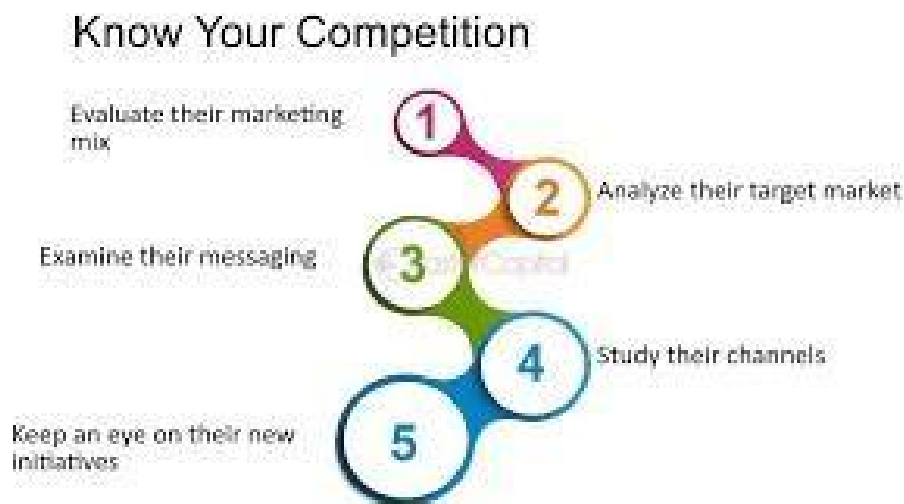 Know Your Competition
Evaluate their marketing
mix
1
2
Analyze their target market
Examine their messaging
3
4
Study their channels
Keep an eye on their new
initiatives
5